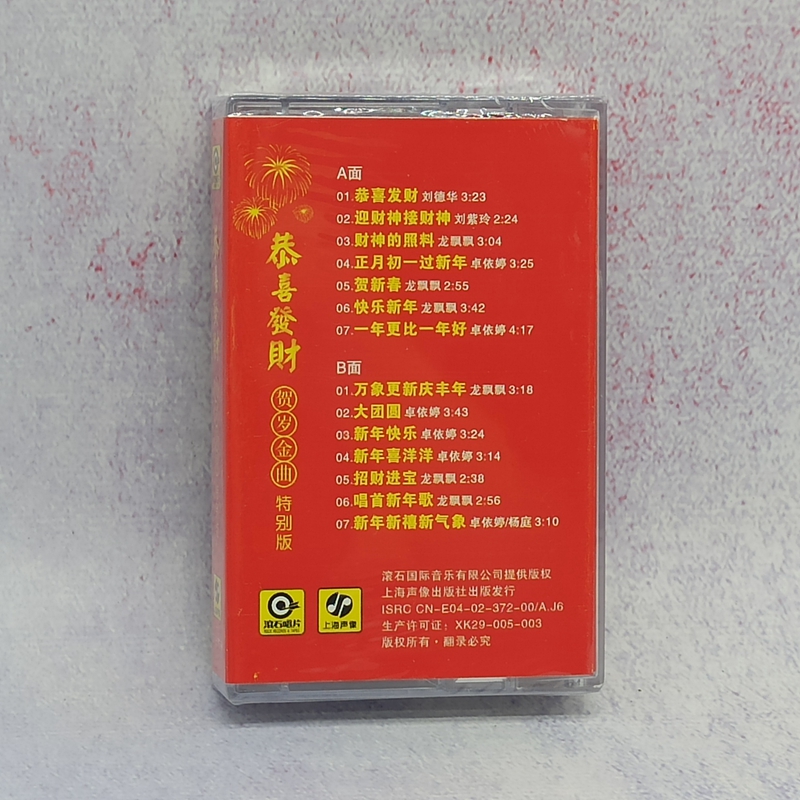 恭喜發財
贺岁金曲
特别版
A面
01.恭喜发财 刘德华 3:23
02.迎财神接财神 刘紫玲 2:24
03.财神的照料 龙飘飘 3:04
04.正月初一过新年 卓依婷 3:25
05.贺新春 龙飘飘 2:55
06.快乐新年 龙飘飘 3:42
07.一年更比一年好 卓依婷 4:17
B面
01.万象更新庆丰年 龙飘飘 3:18
02.大团圆 卓依婷 3:43
03.新年快乐 卓依婷 3:24
04.新年喜洋洋 卓依婷 3:14
05.招财进宝 龙飘飘 2:38
06.唱首新年歌 龙飘飘 2:56
07.新年新禧新气象 卓依婷/杨庭 3:10
滾石唱片
上海声像
滚石国际音乐有限公司提供版权
上海声像出版社出版发行
ISRC CN-E04-02-372-00/A.J6
生产许可证：XK29-005-003
版权所有·翻录必究